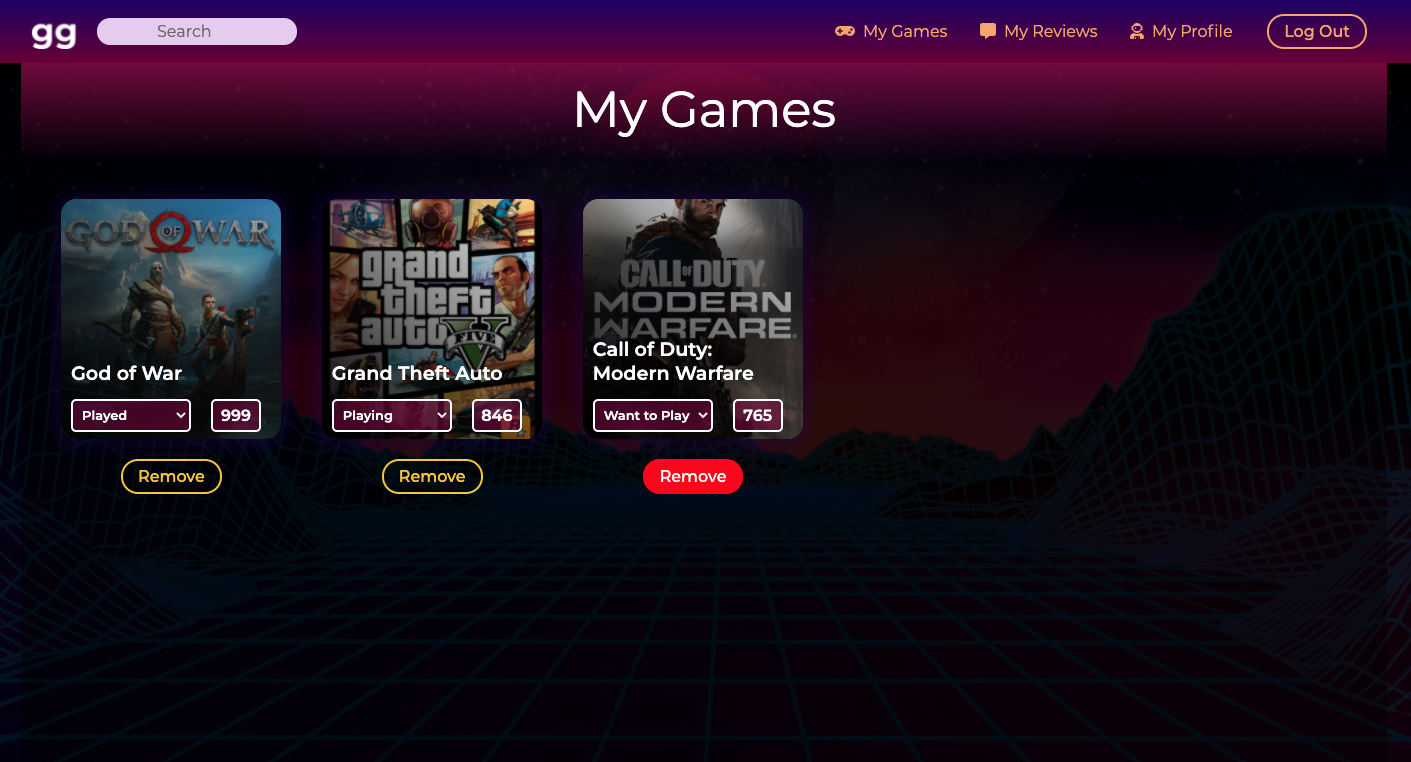 gg
Search
My Games
My Reviews
My Profile
Log Out
My Games
GOD OF WAR
God of War
Played
999
Remove
grand
theft
auto V
FIVE
Grand Theft Auto
Playing
846
Remove
CALL OF DUTY
MODERN
WARFARE.
Call of Duty:
Modern Warfare
Want to Play
765
Remove